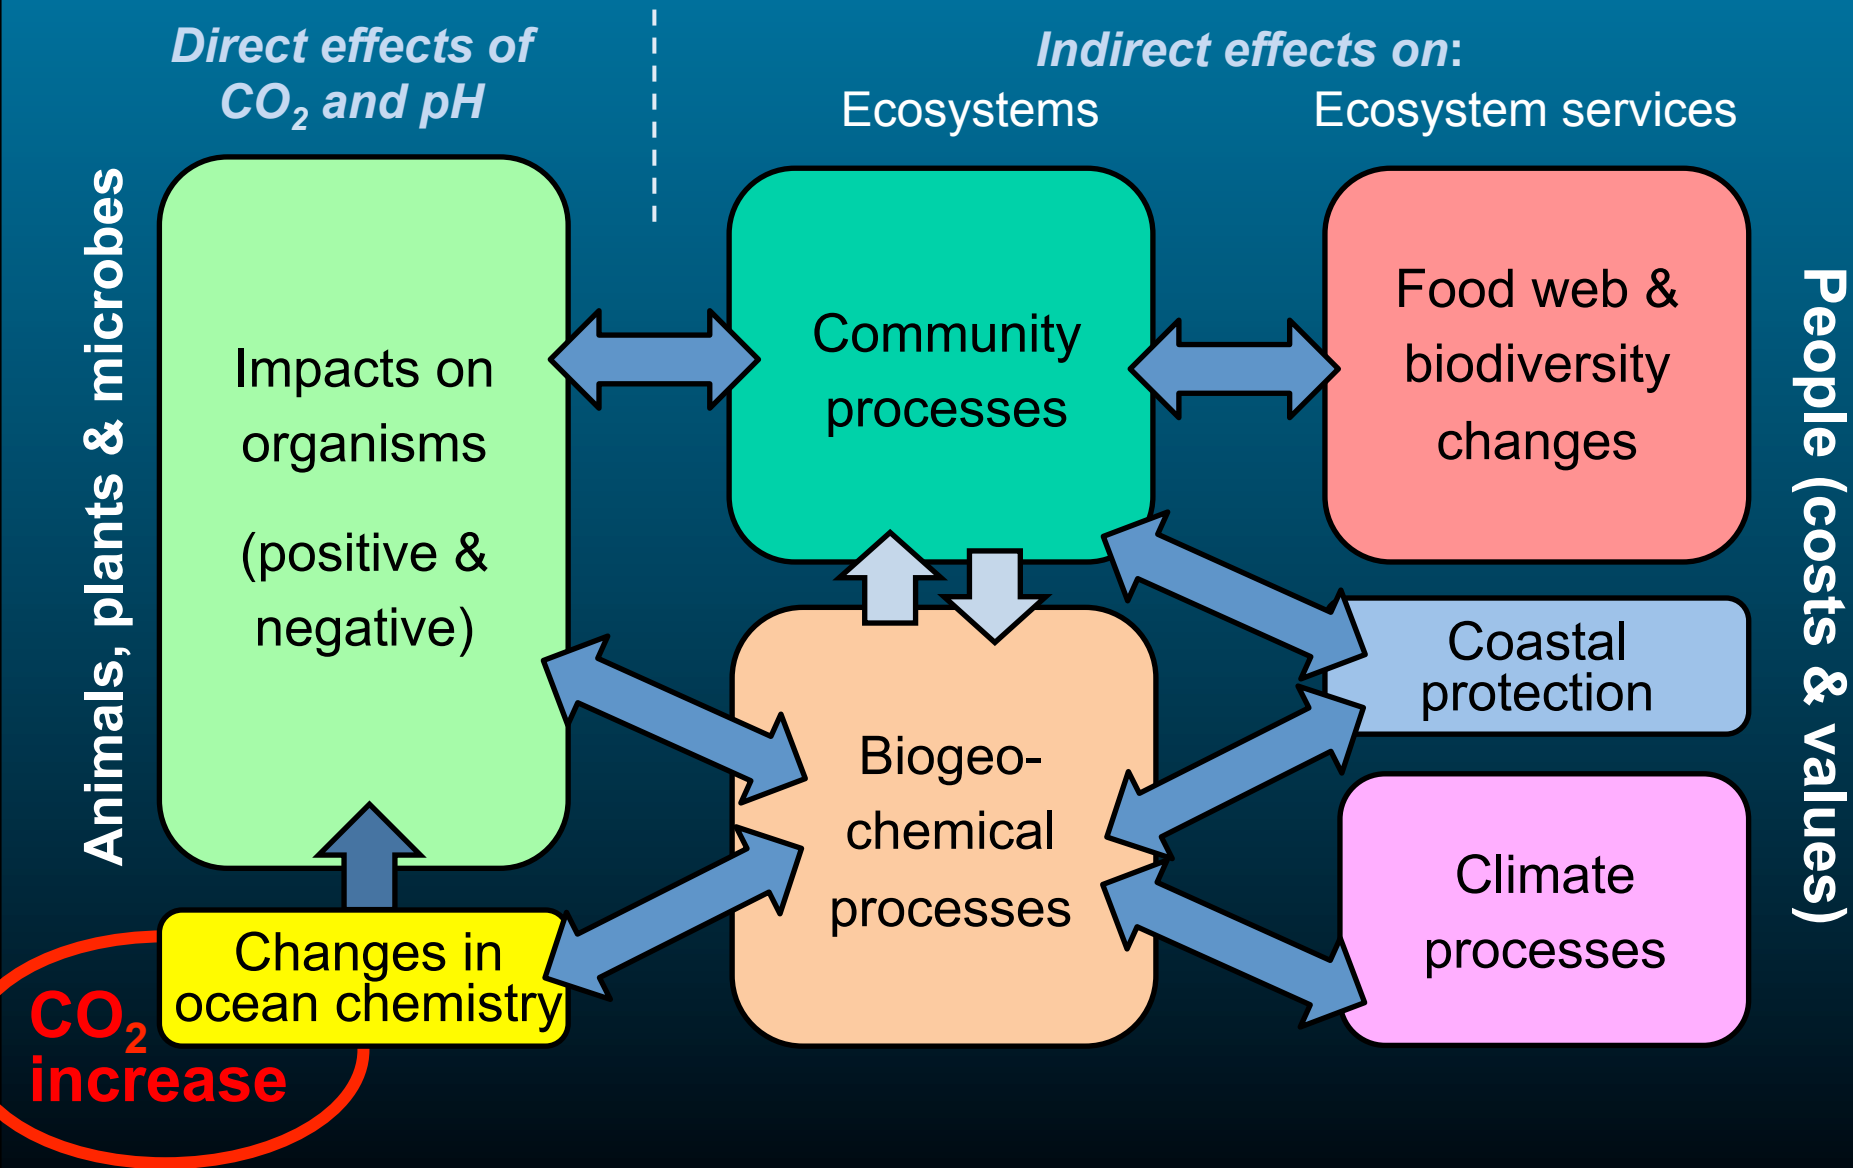 Direct effects of
CO₂ and pH
Indirect effects on:
Ecosystems
Ecosystem services
Animals, plants & microbes
Impacts on
organisms
(positive &
negative)
Changes in
ocean chemistry
CO₂
increase
Community
processes
Biogeo-
chemical
processes
Food web &
biodiversity
changes
Coastal
protection
Climate
processes
People (costs & values)